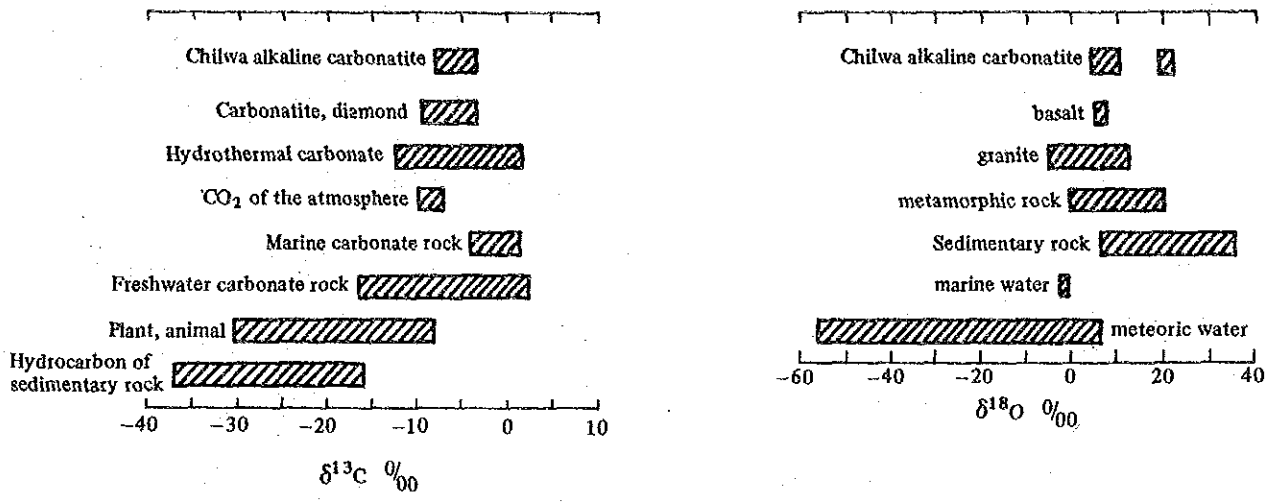 Chilwa alkaline carbonatite
Carbonatite, diamond
Hydrothermal carbonate
CO₂ of the atmosphere
Marine carbonate rock
Freshwater carbonate rock
Plant, animal
Hydrocarbon of
sedimentary rock
−40 −30 −20 −10 0 10
δ¹³C ‰
Chilwa alkaline carbonatite
basalt
granite
metamorphic rock
Sedimentary rock
marine water
meteoric water
−60 −40 −20 0 20 40
δ¹⁸O ‰